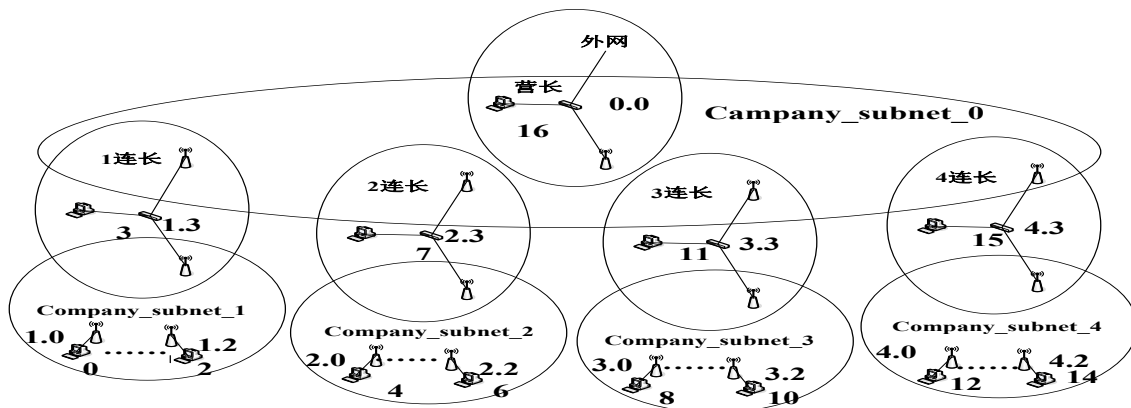 外网
营长
0.0
16
Campany_subnet_0
1连长
2连长
3连长
4连长
3
1.3
7
2.3
11
3.3
15
4.3
Company_subnet_1
Company_subnet_2
Company_subnet_3
Company_subnet_4
1.0
......
1.2
0
2
2.0
......
2.2
4
6
3.0
......
3.2
8
10
4.0
......
4.2
12
14